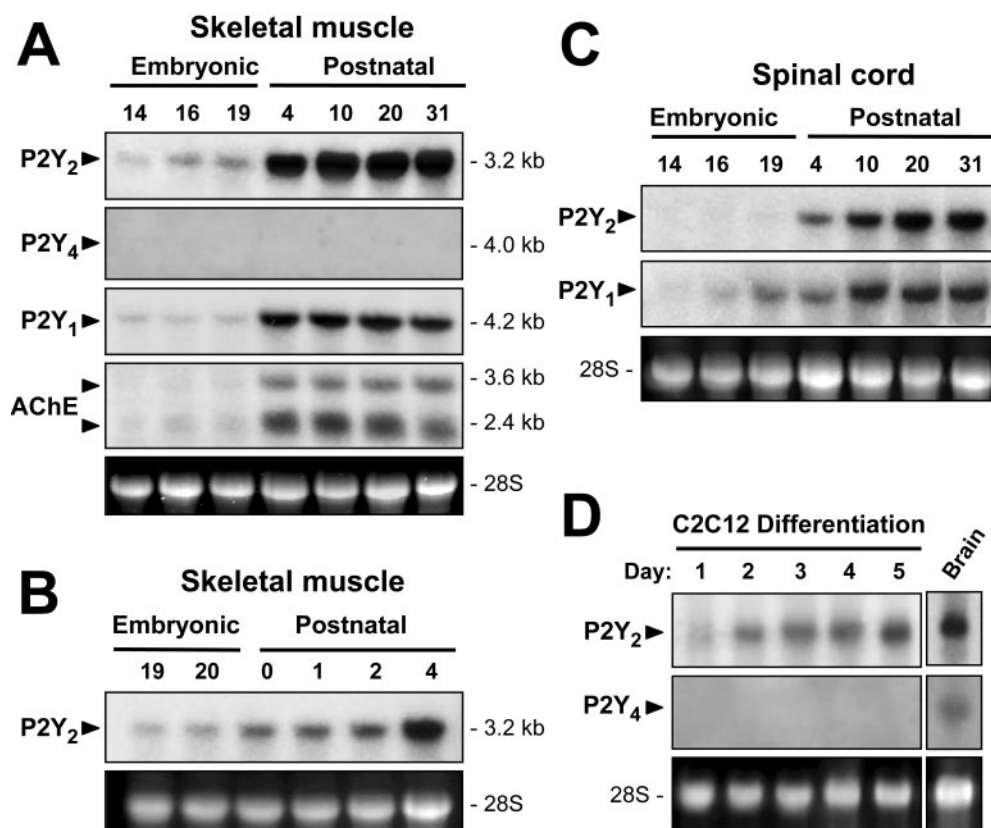 A
Skeletal muscle
Embryonic Postnatal
14 16 19 4 10 20 31
P2Y2 - 3.2 kb
P2Y4 - 4.0 kb
P2Y1 - 4.2 kb
- 3.6 kb
AChE
- 2.4 kb
- 28S
B
Skeletal muscle
Embryonic Postnatal
19 20 0 1 2 4
P2Y2 - 3.2 kb
- 28S
C
Spinal cord
Embryonic Postnatal
14 16 19 4 10 20 31
P2Y2
P2Y1
28S -
D
C2C12 Differentiation
Brain
Day: 1 2 3 4 5
P2Y2
P2Y4
28S -